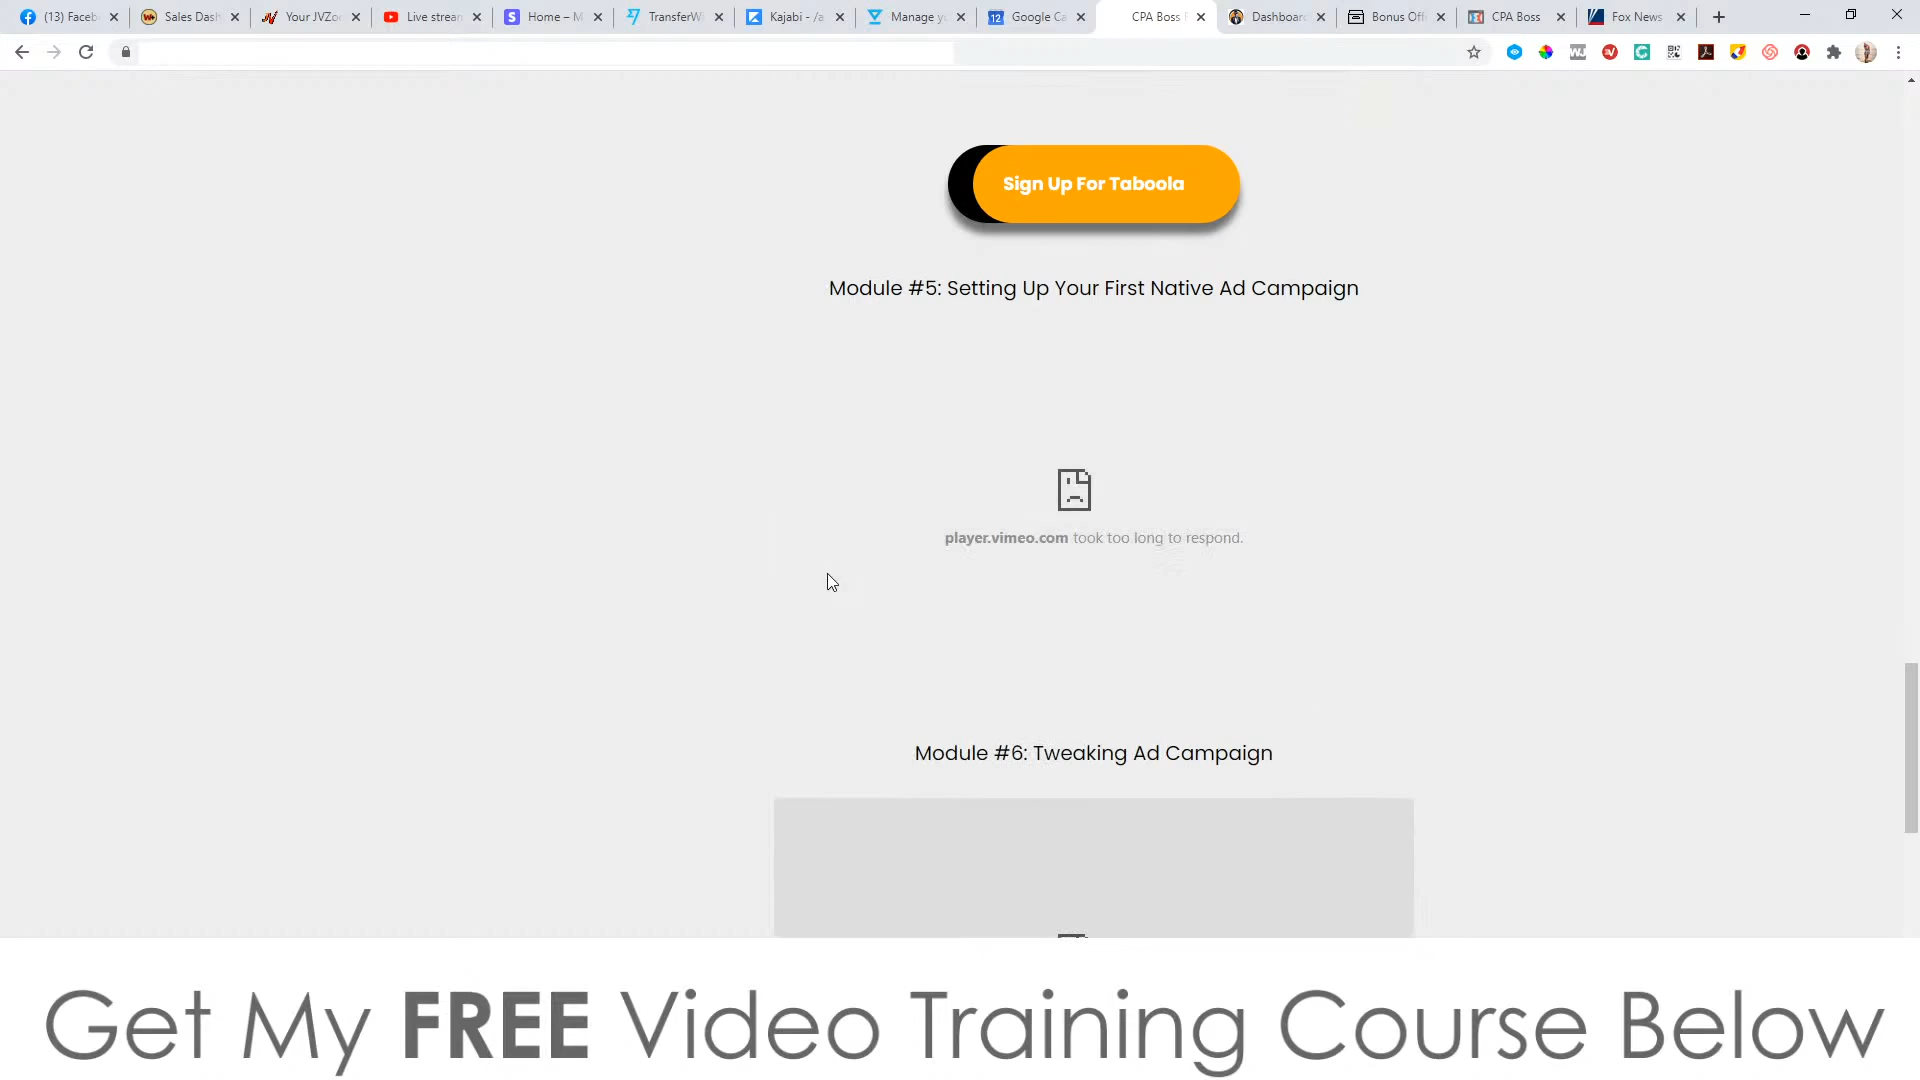 (13) Faceb
Sales Dash
Your JVZo
Live stream
Home – M
TransferWi
Kajabi - /a
Manage y
Google Ca
CPA Boss
Dashboard
Bonus Off
CPA Boss
Fox News
Sign Up For Taboola
Module #5: Setting Up Your First Native Ad Campaign
player.vimeo.com took too long to respond.
Module #6: Tweaking Ad Campaign
Get My FREE Video Training Course Below